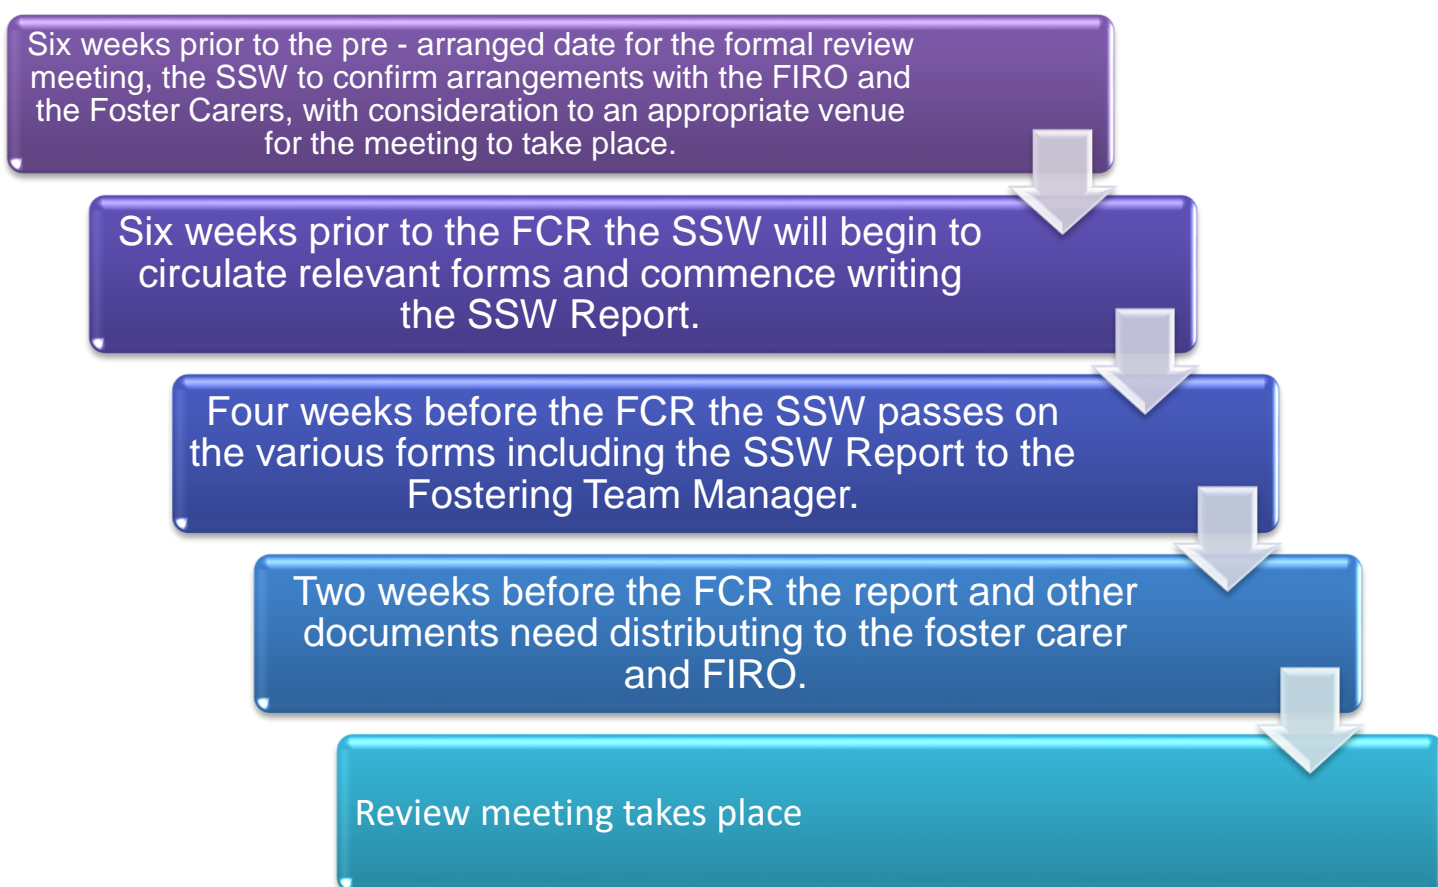 Six weeks prior to the pre - arranged date for the formal review
meeting, the SSW to confirm arrangements with the FIRO and
the Foster Carers, with consideration to an appropriate venue
for the meeting to take place.
Six weeks prior to the FCR the SSW will begin to
circulate relevant forms and commence writing
the SSW Report.
Four weeks before the FCR the SSW passes on
the various forms including the SSW Report to the
Fostering Team Manager.
Two weeks before the FCR the report and other
documents need distributing to the foster carer
and FIRO.
Review meeting takes place